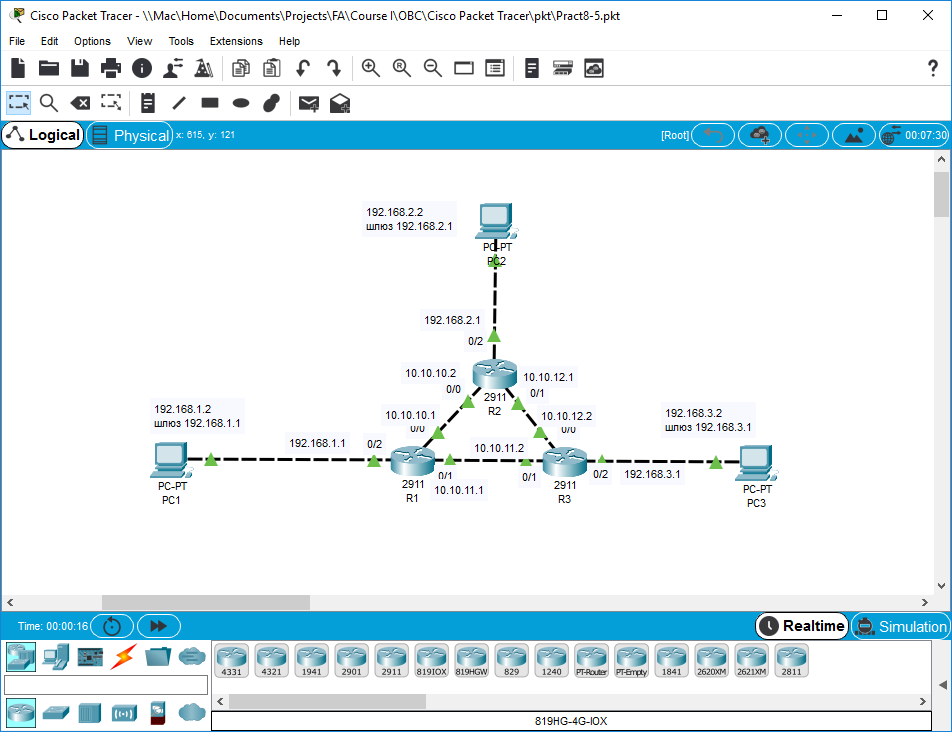 Cisco Packet Tracer - \\Mac\Home\Documents\Projects\FA\Course I\OBC\Cisco Packet Tracer\pkt\Pract8-5.pkt
File Edit Options View Tools Extensions Help
Logical
Physical
x: 615, y: 121
[Root]
00:07:30
192.168.2.2
шлюз 192.168.2.1
PC-PT
PC2
192.168.2.1
0/2
10.10.10.2
0/0
10.10.12.1
0/1
2911
R2
10.10.10.1
0/0
10.10.12.2
0/0
192.168.1.2
шлюз 192.168.1.1
192.168.3.2
шлюз 192.168.3.1
192.168.1.1
0/2
10.10.11.2
PC-PT
PC1
2911
R1
0/1
10.10.11.1
0/1
2911
R3
0/2
192.168.3.1
PC-PT
PC3
Time: 00:00:16
Realtime
Simulation
4331
4321
1941
2901
2911
819IOX
819HGW
829
1240
PT-Router
PT-Empty
1841
2620XM
2621XM
2811
819HG-4G-IOX